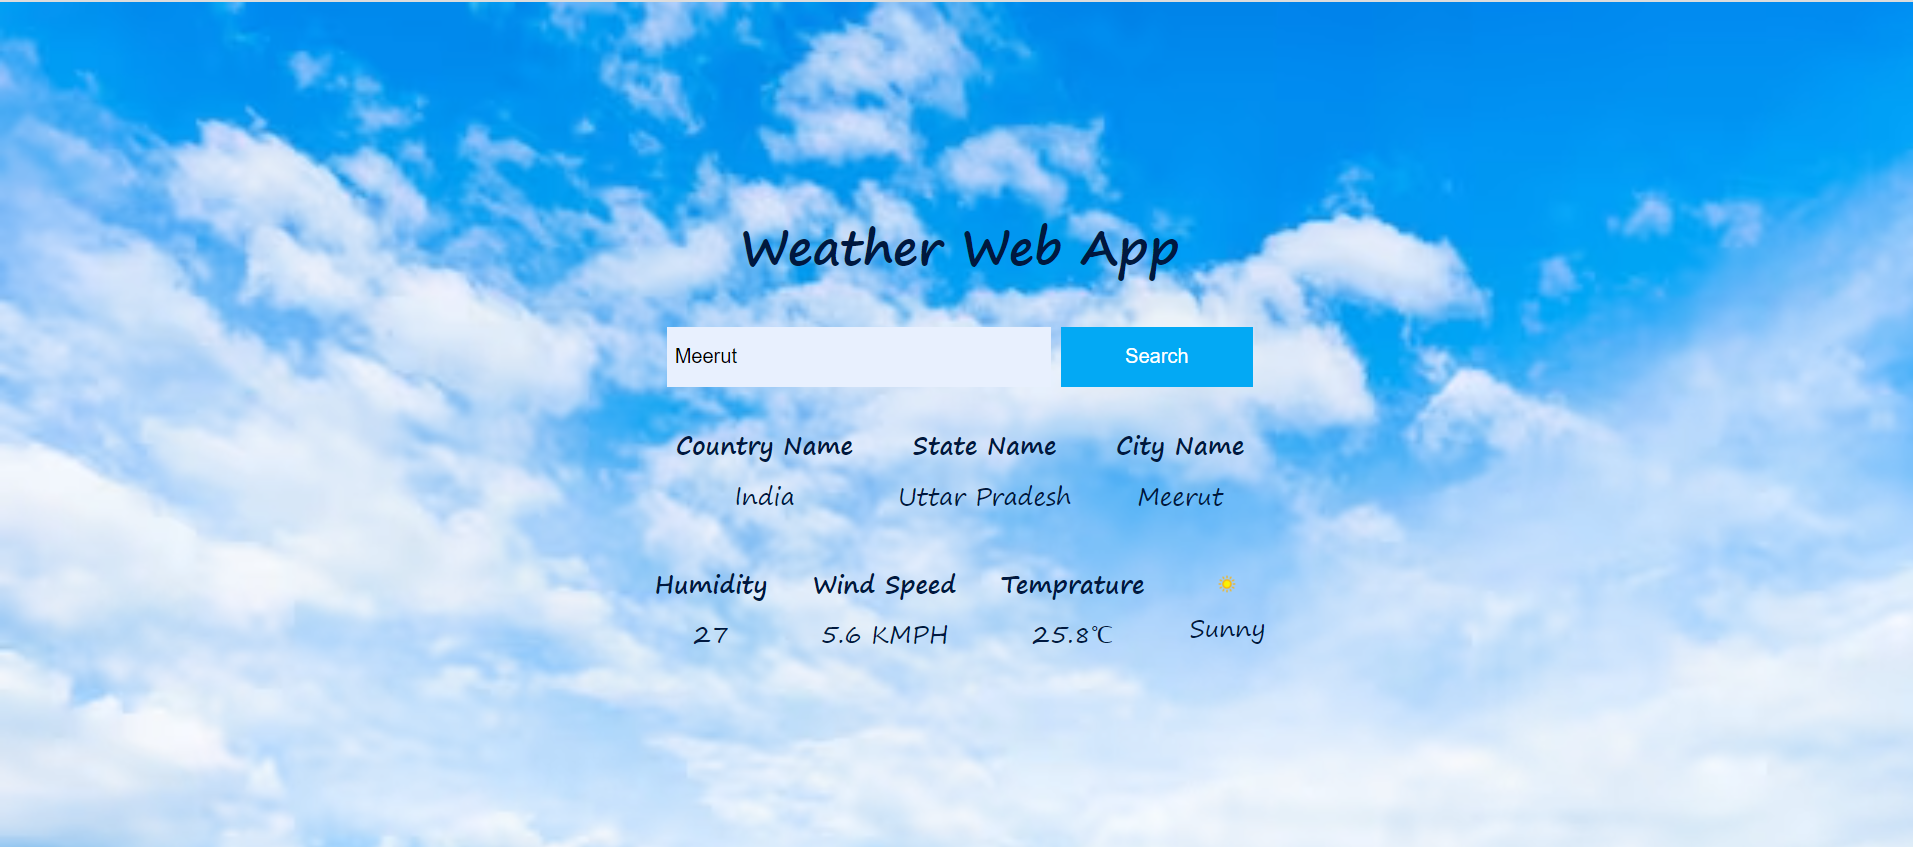 Weather Web App
Meerut
Search
Country Name State Name City Name
India Uttar Pradesh Meerut
Humidity Wind Speed Temprature
27 5.6 KMPH 25.8℃ Sunny